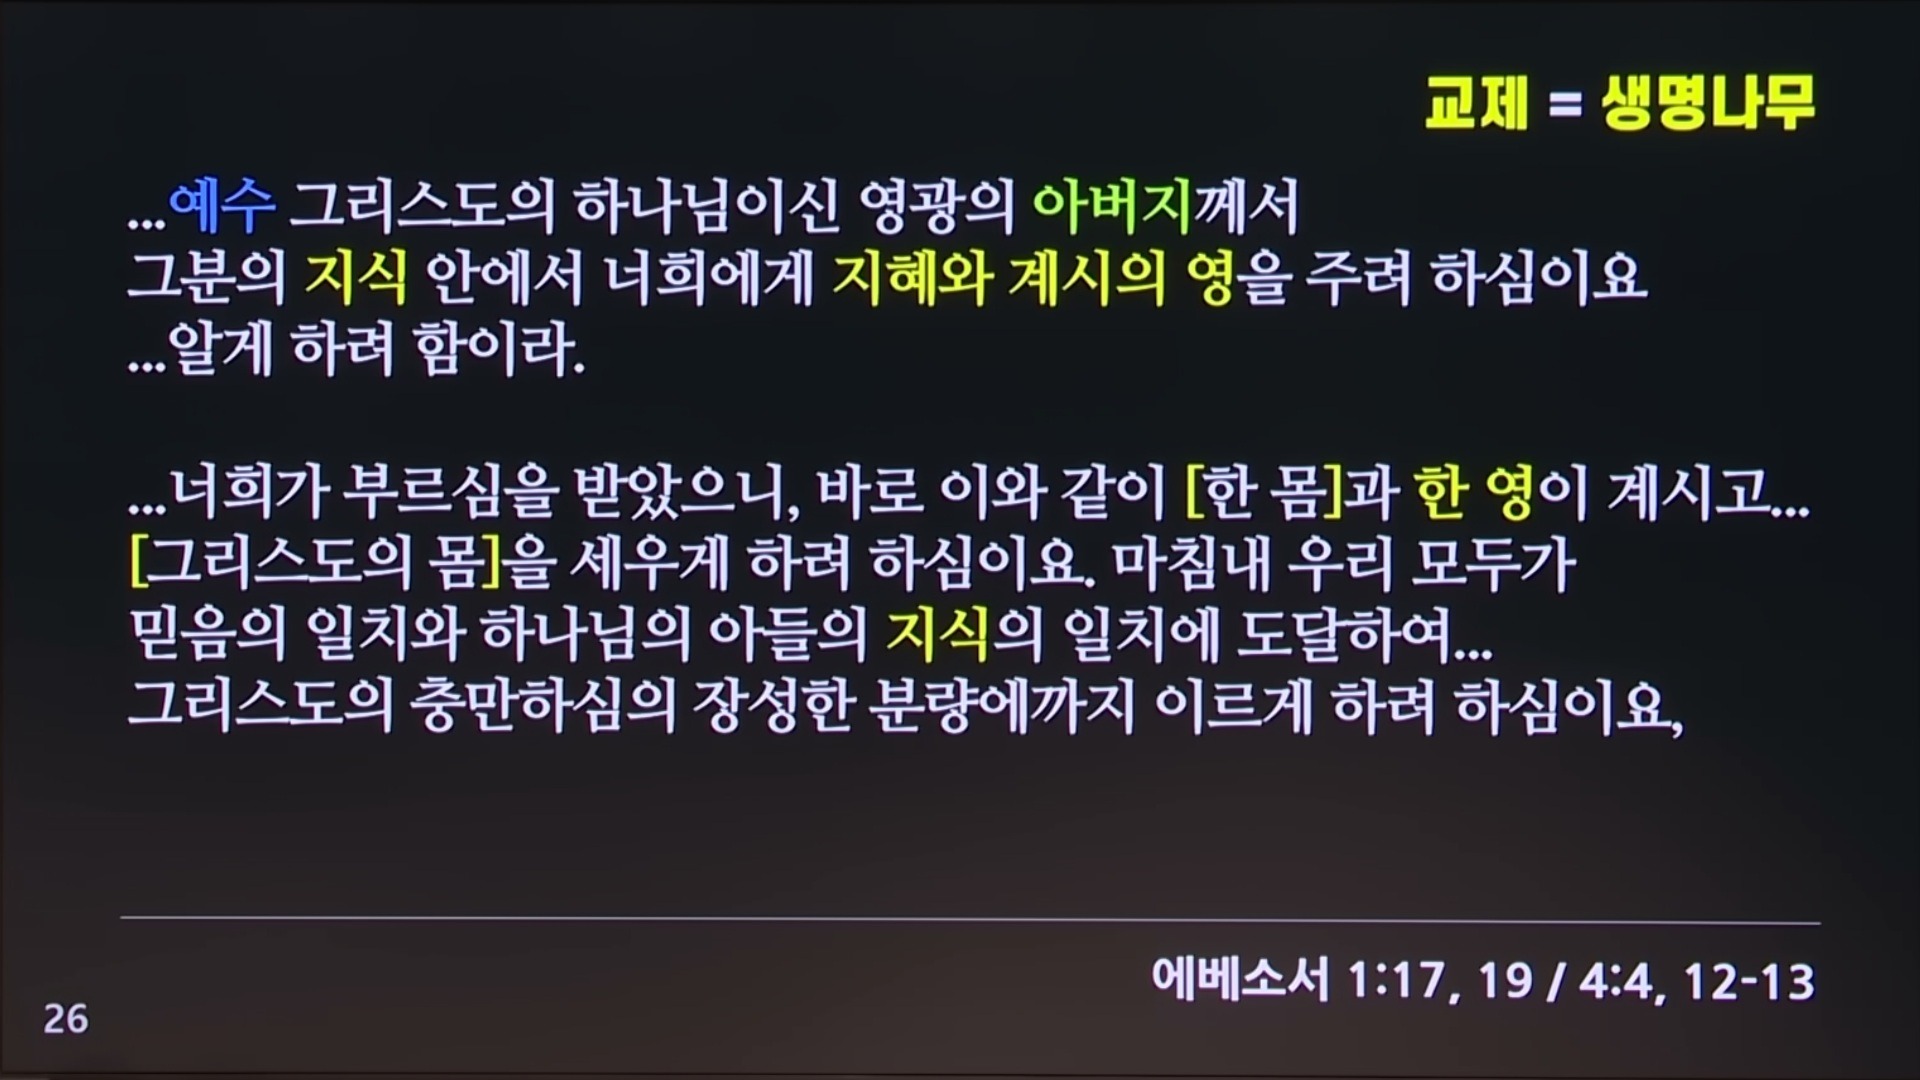 교제 = 생명나무
...예수 그리스도의 하나님이신 영광의 아버지께서
그분의 지식 안에서 너희에게 지혜와 계시의 영을 주려 하심이요
...알게 하려 함이라.
...너희가 부르심을 받았으니, 바로 이와 같이 [한 몸]과 한 영이 계시고...
[그리스도의 몸]을 세우게 하려 하심이요. 마침내 우리 모두가
믿음의 일치와 하나님의 아들의 지식의 일치에 도달하여...
그리스도의 충만하심의 장성한 분량에까지 이르게 하려 하심이요,
에베소서 1:17, 19 / 4:4, 12-13
26